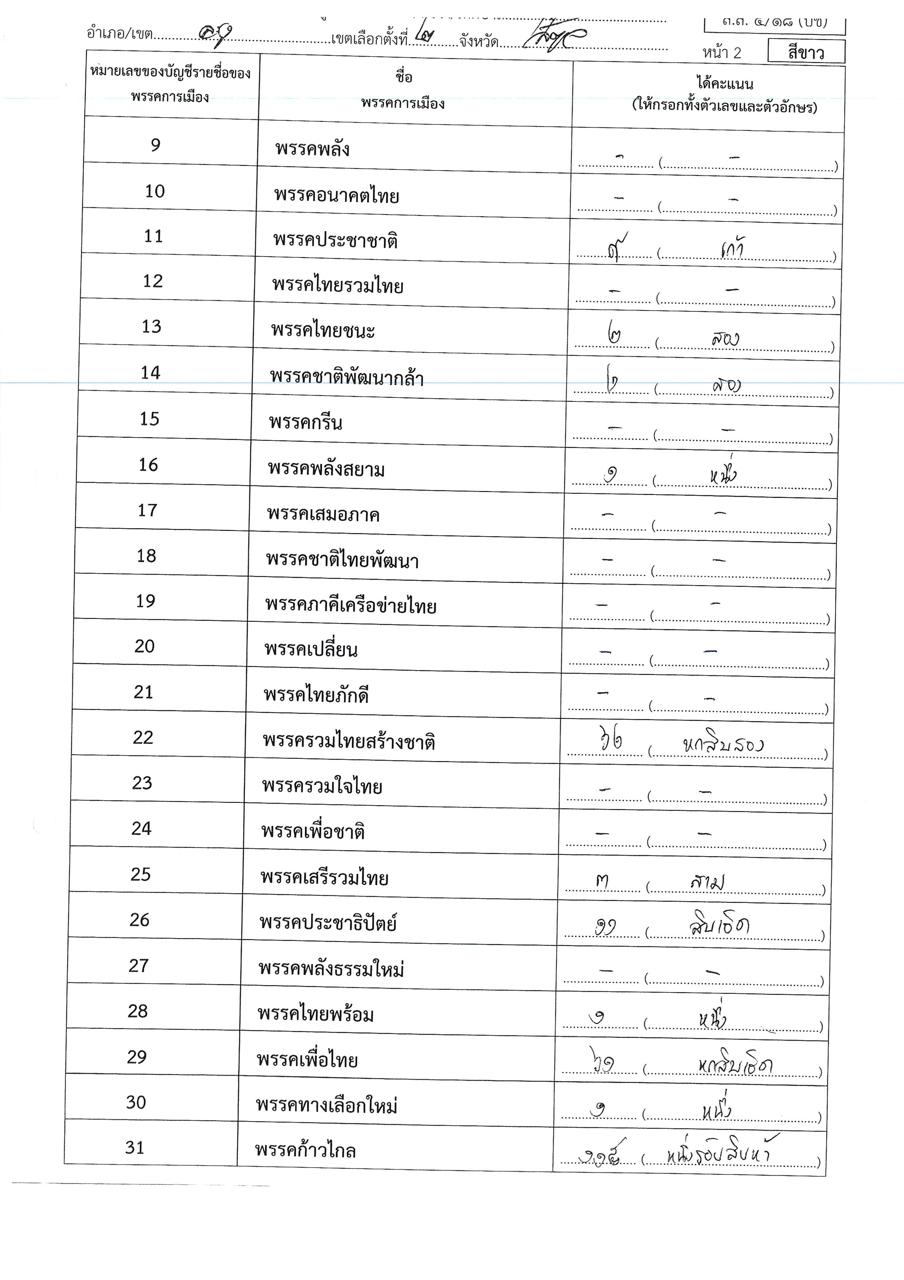 ส.ส. ๔/๑๘ (บช)
อำเภอ/เขต เขตเลือกตั้งที่ ๒ จังหวัด
หน้า 2 สีขาว
หมายเลขของบัญชีรายชื่อของพรรคการเมือง ชื่อพรรคการเมือง ได้คะแนน (ให้กรอกทั้งตัวเลขและตัวอักษร)
9 พรรคพลัง - (-)
10 พรรคอนาคตไทย - (-)
11 พรรคประชาชาติ ๙ (เก้า)
12 พรรคไทยรวมไทย - (-)
13 พรรคไทยชนะ ๒ (สอง)
14 พรรคชาติพัฒนากล้า ๒ (สอง)
15 พรรคกรีน - (-)
16 พรรคพลังสยาม ๑ (หนึ่ง)
17 พรรคเสมอภาค - (-)
18 พรรคชาติไทยพัฒนา - (-)
19 พรรคภาคีเครือข่ายไทย - (-)
20 พรรคเปลี่ยน - (-)
21 พรรคไทยภักดี - (-)
22 พรรครวมไทยสร้างชาติ ๖๒ (หกสิบสอง)
23 พรรครวมใจไทย - (-)
24 พรรคเพื่อชาติ - (-)
25 พรรคเสรีรวมไทย ๓ (สาม)
26 พรรคประชาธิปัตย์ ๑๑ (สิบเอ็ด)
27 พรรคพลังธรรมใหม่ - (-)
28 พรรคไทยพร้อม ๑ (หนึ่ง)
29 พรรคเพื่อไทย ๖๑ (หกสิบเอ็ด)
30 พรรคทางเลือกใหม่ ๑ (หนึ่ง)
31 พรรคก้าวไกล ๑๑๕ (หนึ่งร้อยสิบห้า)